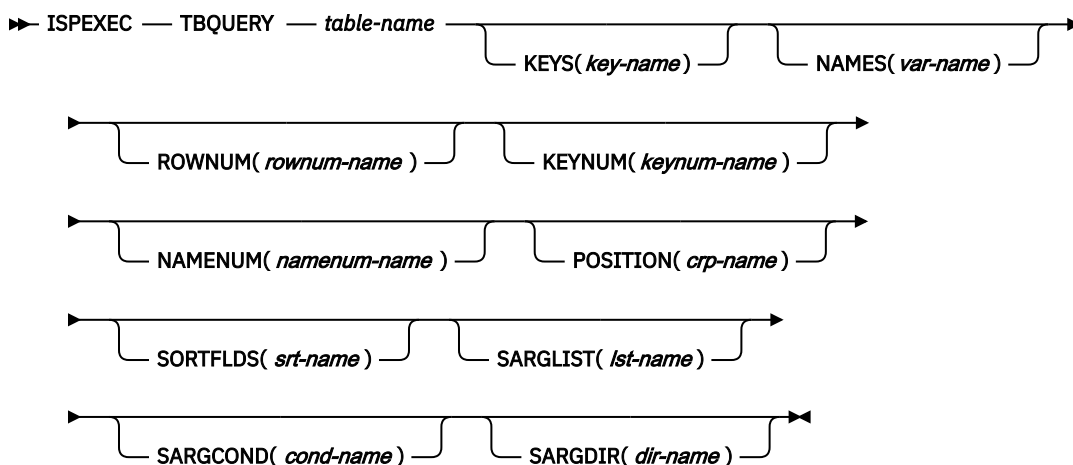 ISPEXEC TBQUERY table-name
KEYS( key-name ) NAMES( var-name )
ROWNUM( rownum-name ) KEYNUM( keynum-name )
NAMENUM( namenum-name ) POSITION( crp-name )
SORTFLDS( srt-name ) SARGLIST( lst-name )
SARGCOND( cond-name ) SARGDIR( dir-name )